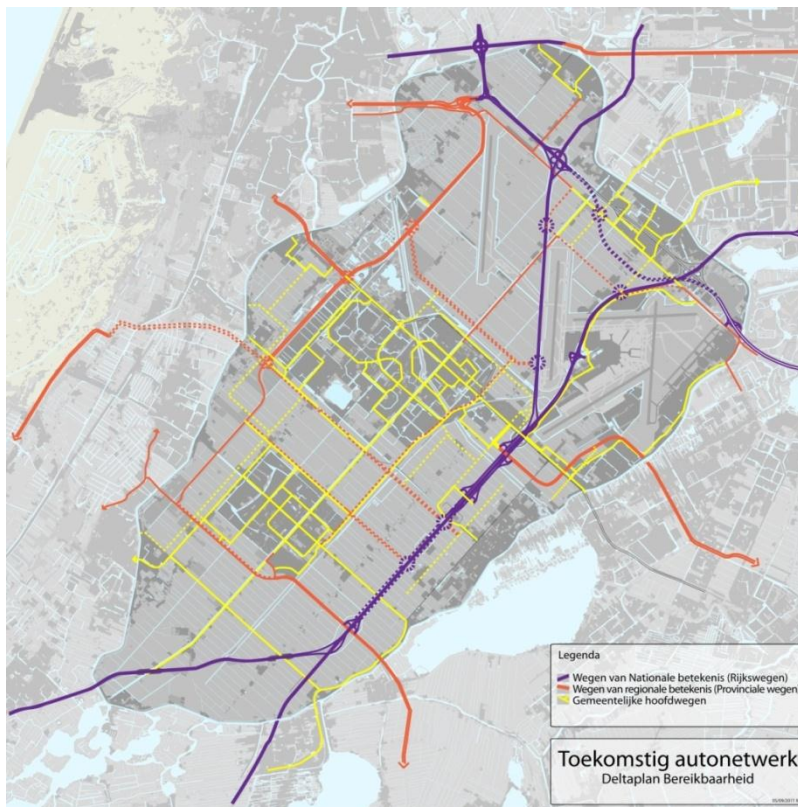 Legenda
Wegen van Nationale betekenis (Rijkswegen)
Wegen van regionale betekenis (Provinciale wegen)
Gemeentelijke hoofdwegen
Toekomstig autonetwerk
Deltaplan Bereikbaarheid